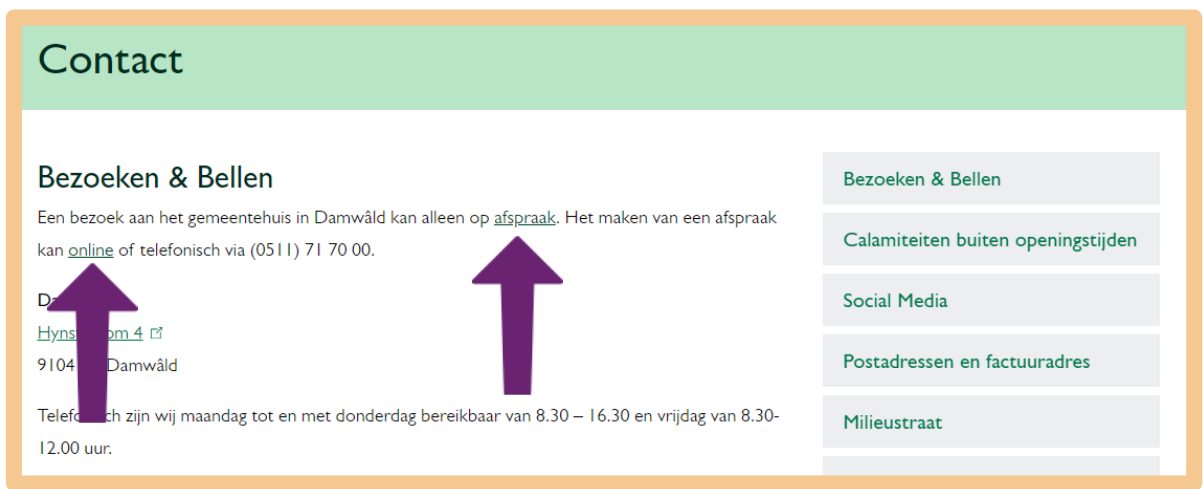 Contact
Bezoeken & Bellen
Een bezoek aan het gemeentehuis in Damwâld kan alleen op afspraak. Het maken van een afspraak
kan online of telefonisch via (0511) 71 70 00.
4
9104 Damwâld
zijn wij maandag tot en met donderdag bereikbaar van 8.30 – 16.30 en vrijdag van 8.30-
12.00 uur.
Bezoeken & Bellen
Calamiteiten buiten openingstijden
Social Media
Postadressen en factuuradres
Milieustraat